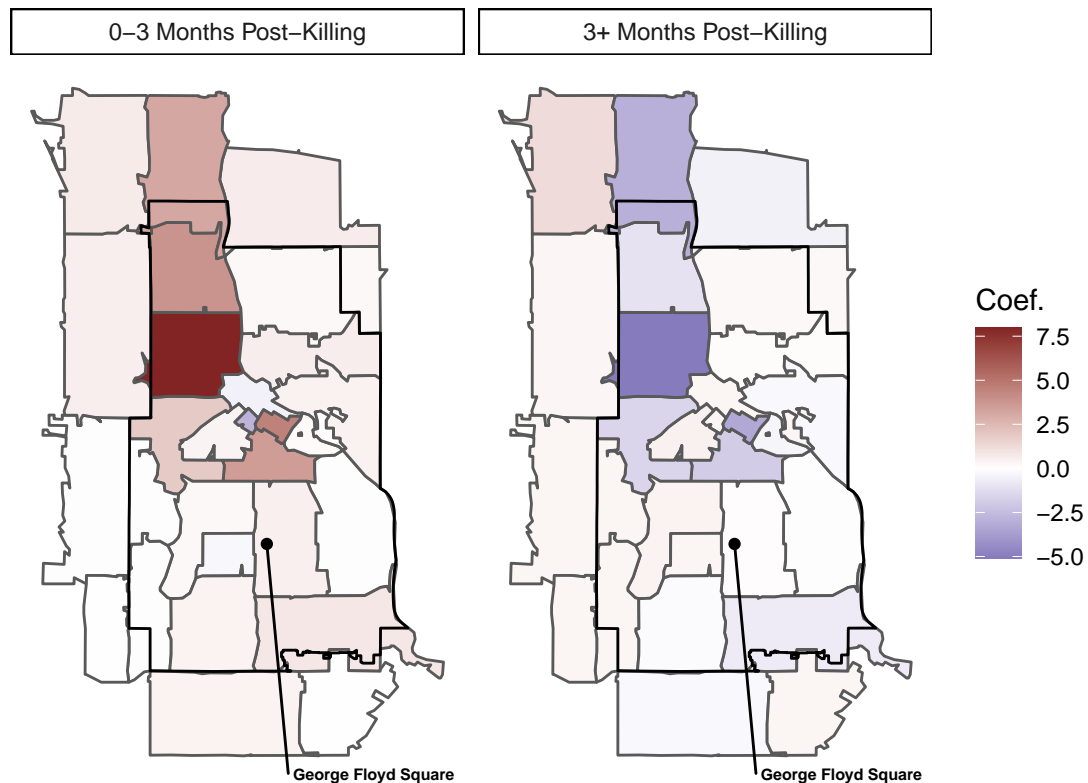 0−3 Months Post−Killing
3+ Months Post−Killing
Coef.
7.5
5.0
2.5
0.0
−2.5
−5.0
George Floyd Square
George Floyd Square